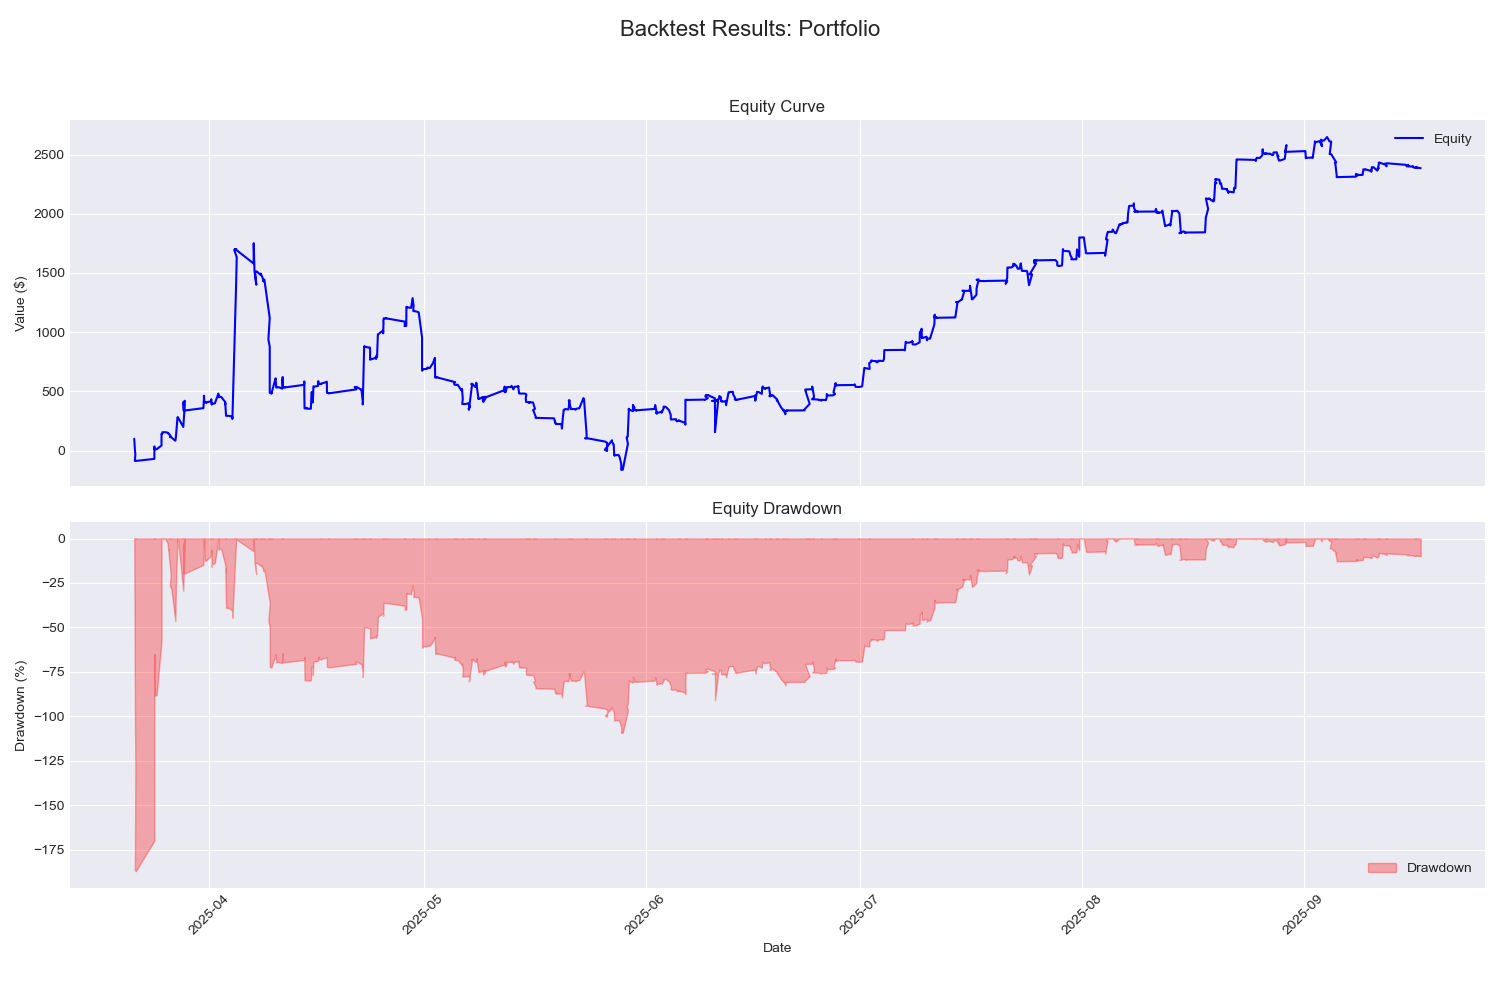 Backtest Results: Portfolio
Equity Curve
Equity
2500
2000
1500
1000
500
0
Value ($)
Equity Drawdown
0
−25
−50
−75
−100
−125
−150
−175
Drawdown (%)
Drawdown
2025-04
2025-05
2025-06
2025-07
2025-08
2025-09
Date